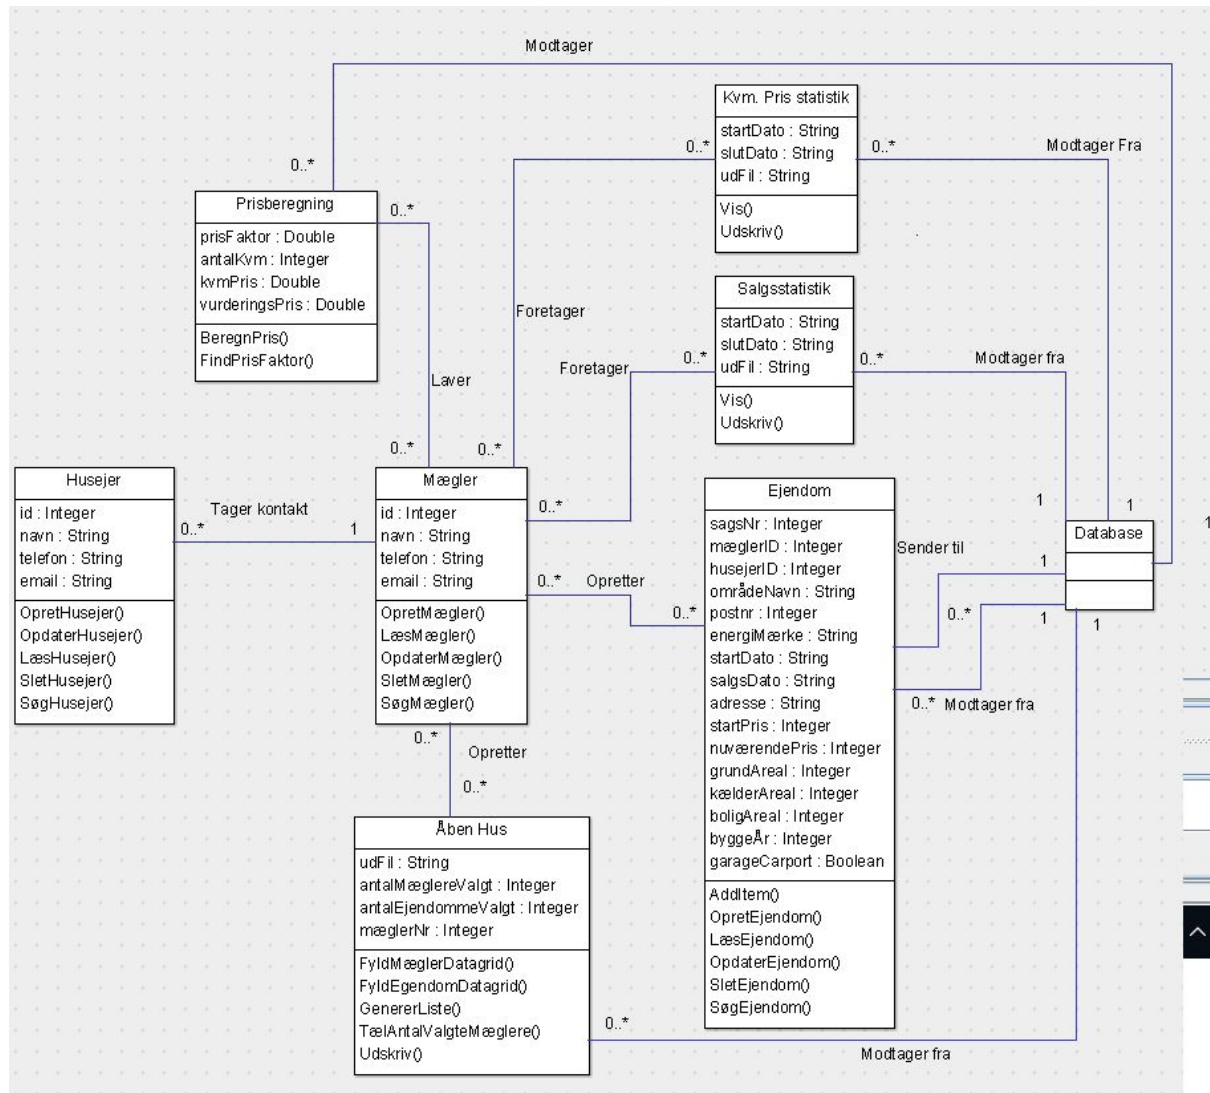 Modtager
0..*
Prisberegning
prisFaktor : Double
antalKvm : Integer
kvmPris : Double
vurderingsPris : Double
BeregnPris()
FindPrisFaktor()
0..*
Laver
0..*
Kvm. Pris statistik
startDato : String
slutDato : String
udFil : String
Vis()
Udskriv()
0..*
0..*
Modtager Fra
Foretager
0..*
Salgsstatistik
startDato : String
slutDato : String
udFil : String
Vis()
Udskriv()
0..*
0..*
Modtager fra
Foretager
0..*
Husejer
id : Integer
navn : String
telefon : String
email : String
OpretHusejer()
OpdaterHusejer()
LæsHusejer()
SletHusejer()
SøgHusejer()
Tager kontakt
0..*
1
Mægler
id : Integer
navn : String
telefon : String
email : String
OpretMægler()
LæsMægler()
OpdaterMægler()
SletMægler()
SøgMægler()
0..*
Opretter
0..*
Ejendom
sagsNr : Integer
mæglerID : Integer
husejerID : Integer
områdeNavn : String
postnr : Integer
energiMærke : String
startDato : String
salgsDato : String
adresse : String
startPris : Integer
nuværendePris : Integer
grundAreal : Integer
kælderAreal : Integer
boligAreal : Integer
byggeÅr : Integer
garageCarport : Boolean
AddItem()
OpretEjendom()
LæsEjendom()
OpdaterEjendom()
SletEjendom()
SøgEjendom()
1
1
1
Database
Sender til
1
0..*
1
1
0..*
Modtager fra
0..*
Opretter
0..*
Åben Hus
udFil : String
antalMæglereValgt : Integer
antalEjendommeValgt : Integer
mæglerNr : Integer
FyldMæglerDatagrid()
FyldEgendomDatagrid()
GenererListe()
TælAntalValgteMæglere()
Udskriv()
0..*
Modtager fra